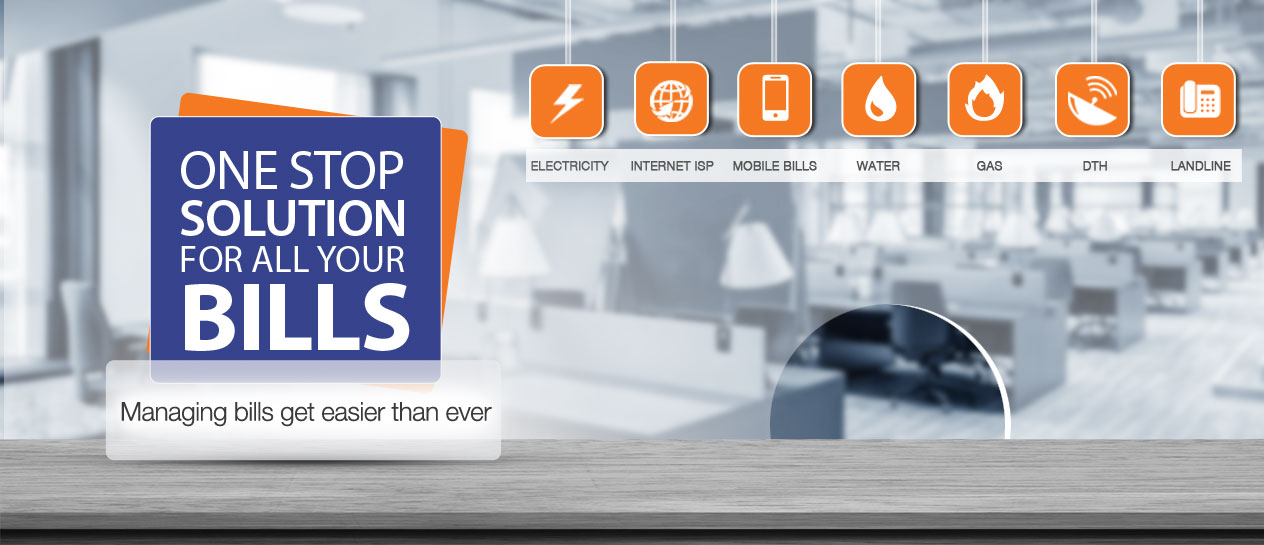 ONE STOP
SOLUTION
FOR ALL YOUR
BILLS
Managing bills get easier than ever
ELECTRICITY INTERNET ISP MOBILE BILLS WATER GAS DTH LANDLINE